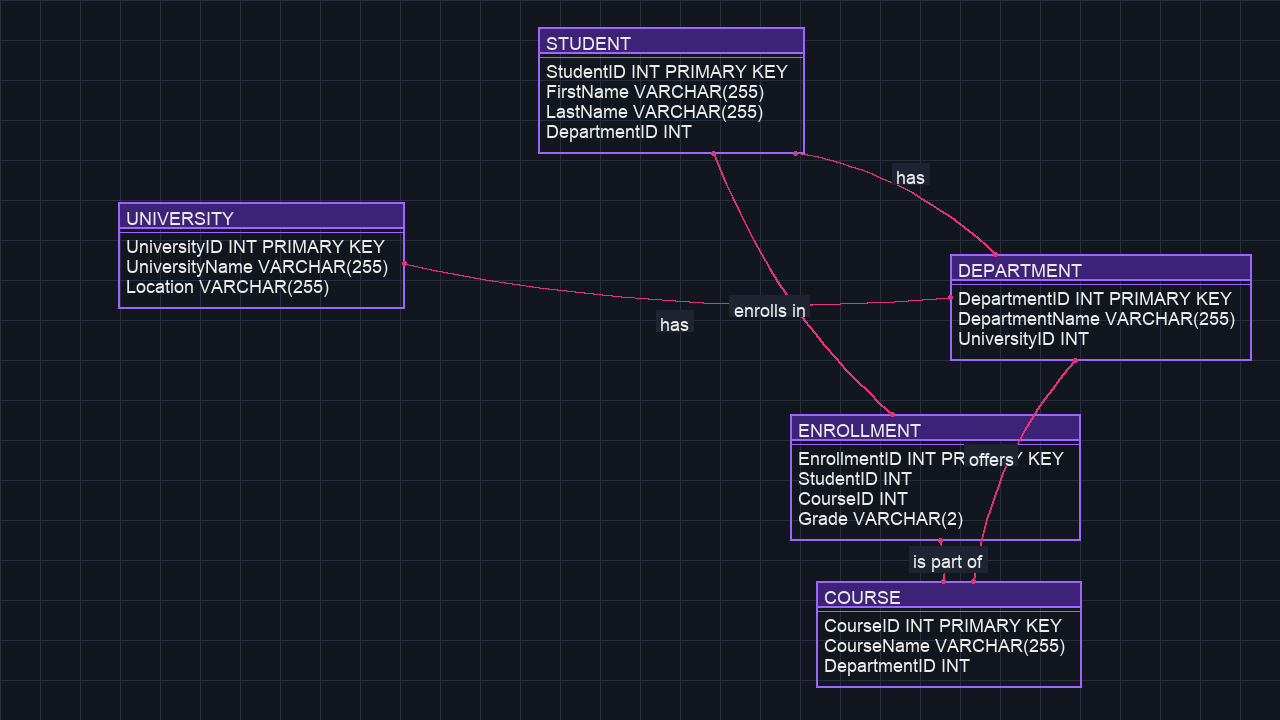 STUDENT
StudentID INT PRIMARY KEY
FirstName VARCHAR(255)
LastName VARCHAR(255)
DepartmentID INT
has
UNIVERSITY
UniversityID INT PRIMARY KEY
UniversityName VARCHAR(255)
Location VARCHAR(255)
DEPARTMENT
DepartmentID INT PRIMARY KEY
DepartmentName VARCHAR(255)
UniversityID INT
enrolls in
has
ENROLLMENT
EnrollmentID INT KEY
offers
StudentID INT
CourseID INT
Grade VARCHAR(2)
is part of
COURSE
CourseID INT PRIMARY KEY
CourseName VARCHAR(255)
DepartmentID INT